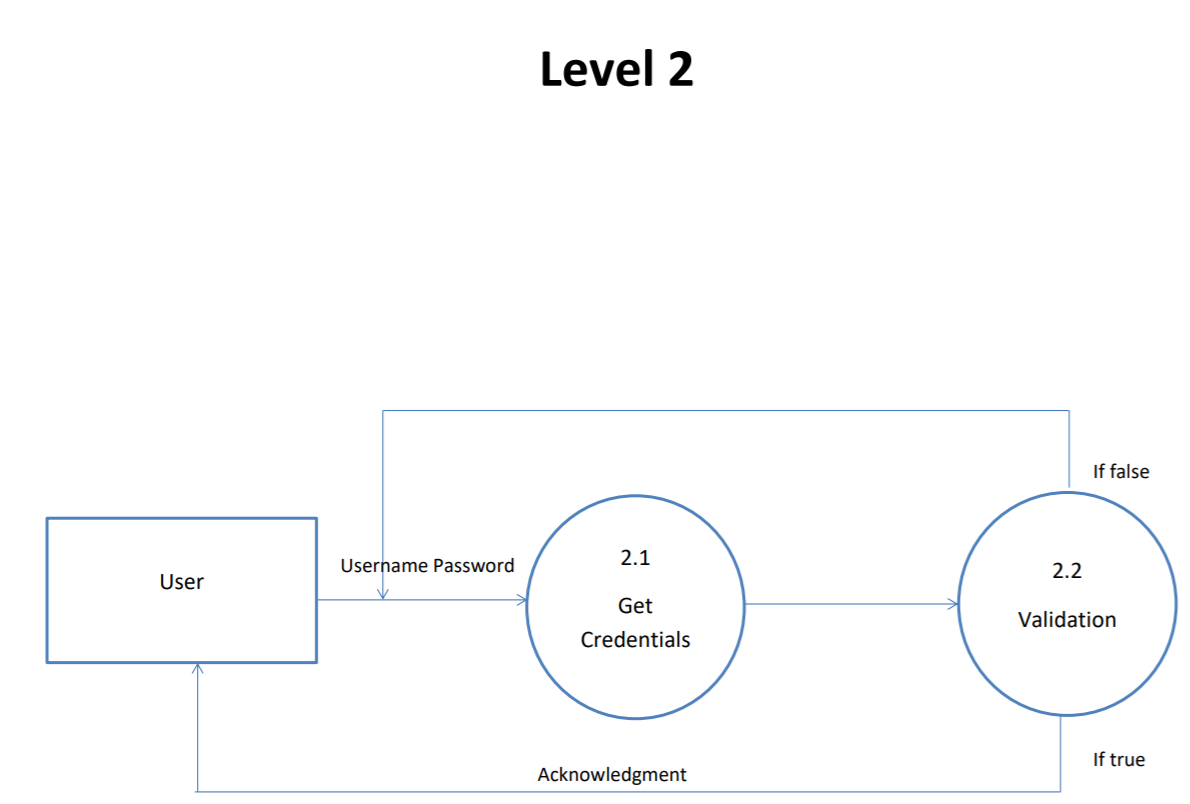 Level 2
If false
User
Username Password
2.1
Get
Credentials
2.2
Validation
Acknowledgment
If true